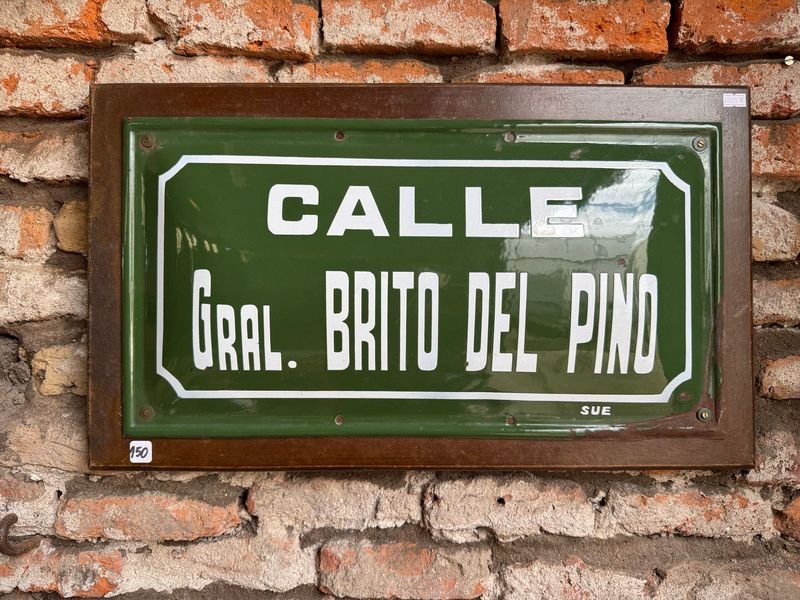 CALLE
GRAL. BRITO DEL PINO
SUE
150